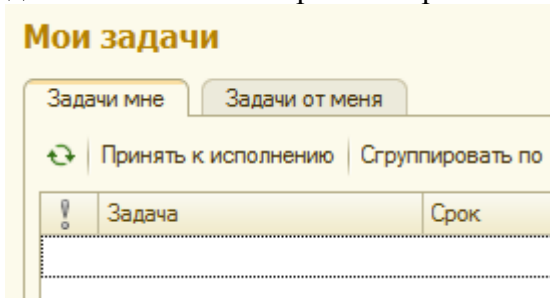 Мои задачи
Задачи мне Задачи от меня
Принять к исполнению Сгруппировать по
Задача Срок